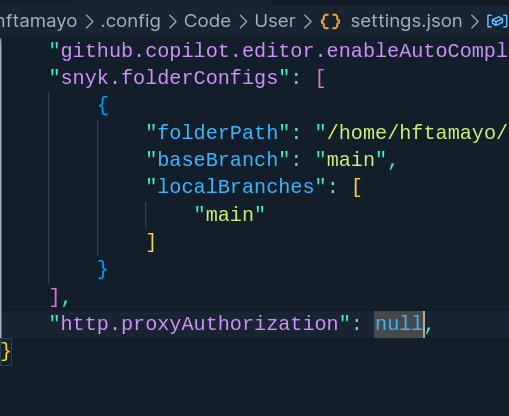 hftamayo > .config > Code > User > {} settings.json >
"github.copilot.editor.enableAutoCompl
"snyk.folderConfigs": [
{
"folderPath": "/home/hftamayo/
"baseBranch": "main",
"localBranches": [
"main"
]
}
],
"http.proxyAuthorization": null,
}